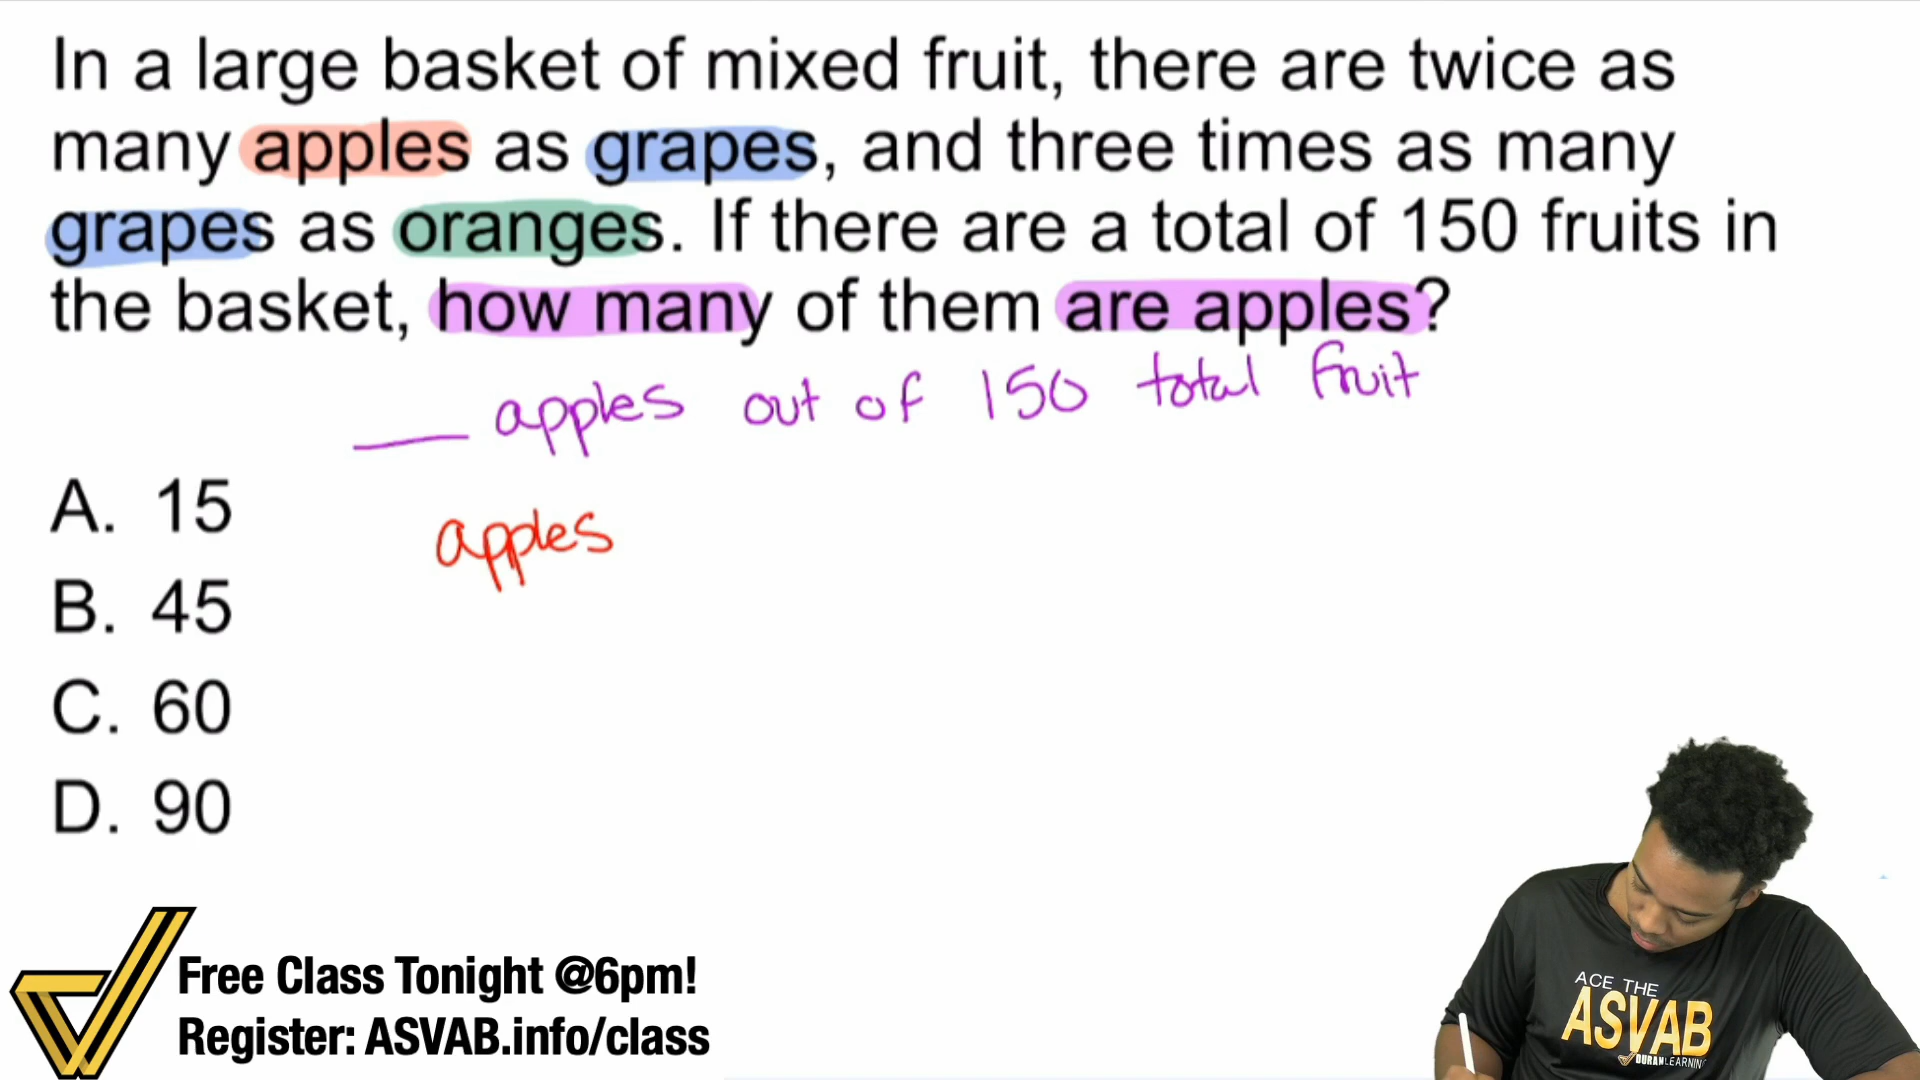 In a large basket of mixed fruit, there are twice as
many apples as grapes, and three times as many
grapes as oranges. If there are a total of 150 fruits in
the basket, how many of them are apples?
___ apples out of 150 total fruit
A. 15
apples
B. 45
C. 60
D. 90
Free Class Tonight @6pm!
Register: ASVAB.info/class
ACE THE
ASVAB
DURAN LEARNING